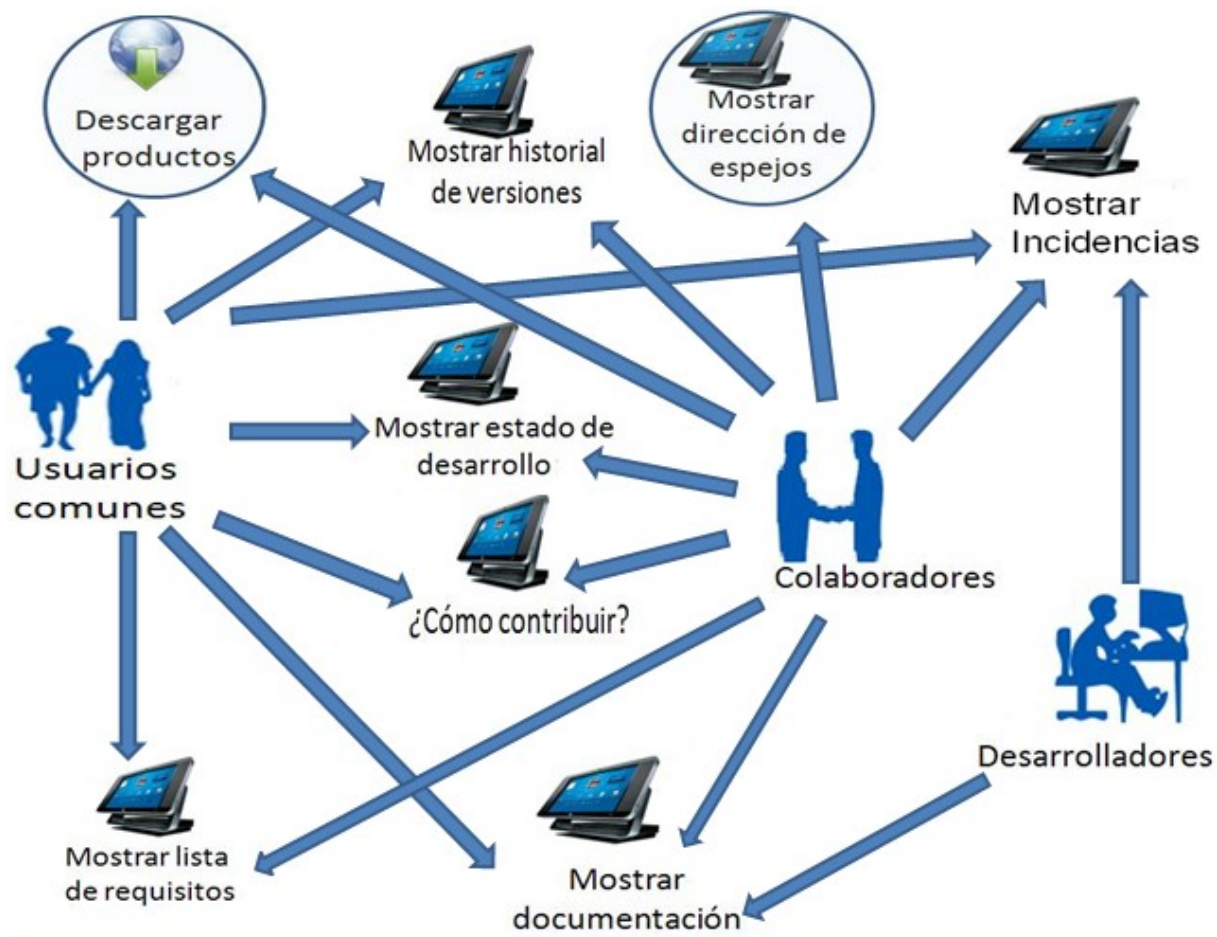 Descargar
productos
Mostrar historial
de versiones
Mostrar
dirección de
espejos
Mostrar
Incidencias
Usuarios
comunes
Mostrar estado de
desarrollo
¿Cómo contribuir?
Colaboradores
Desarrolladores
Mostrar lista
de requisitos
Mostrar
documentación